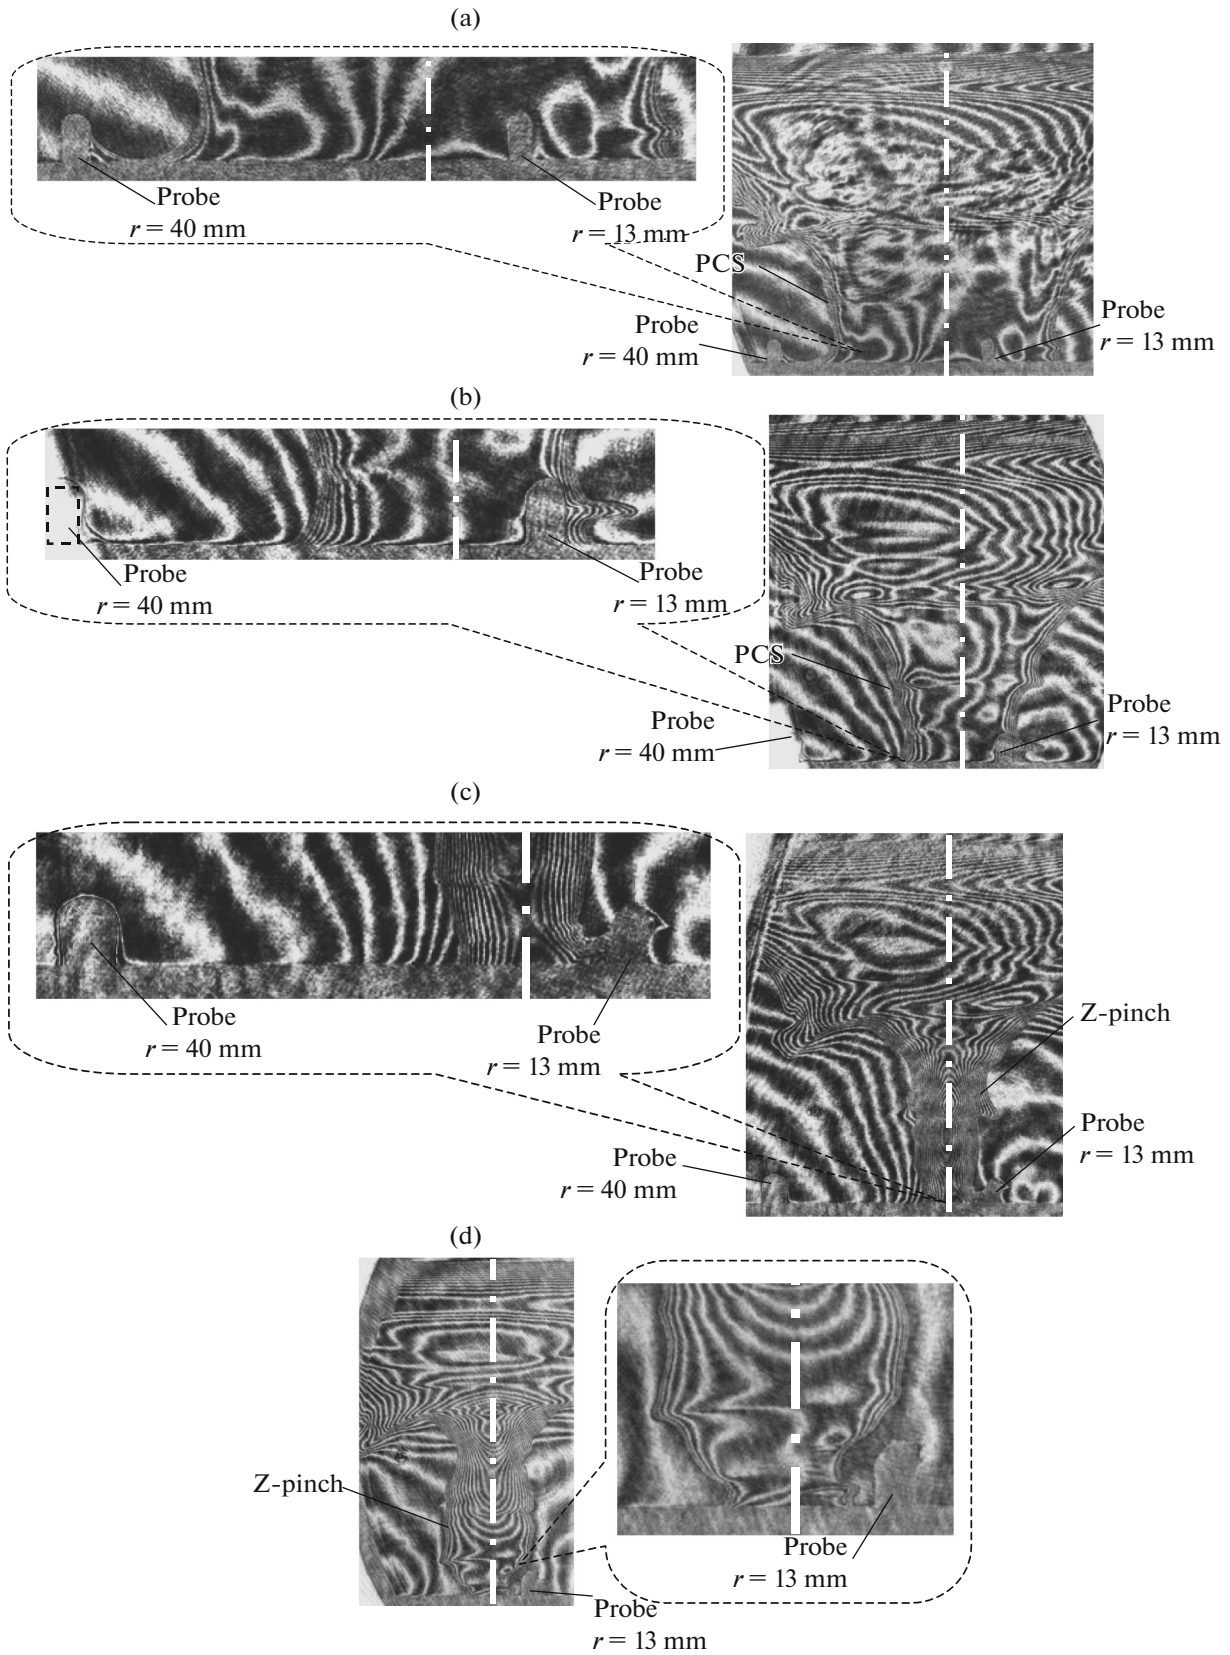 (a)
Probe
r = 40 mm
Probe
r = 13 mm
PCS
Probe
r = 40 mm
Probe
r = 13 mm
(b)
Probe
r = 40 mm
Probe
r = 13 mm
PCS
Probe
r = 40 mm
Probe
r = 13 mm
(c)
Probe
r = 40 mm
Probe
r = 13 mm
Z-pinch
Probe
r = 13 mm
Probe
r = 40 mm
(d)
Z-pinch
Probe
r = 13 mm
Probe
r = 13 mm